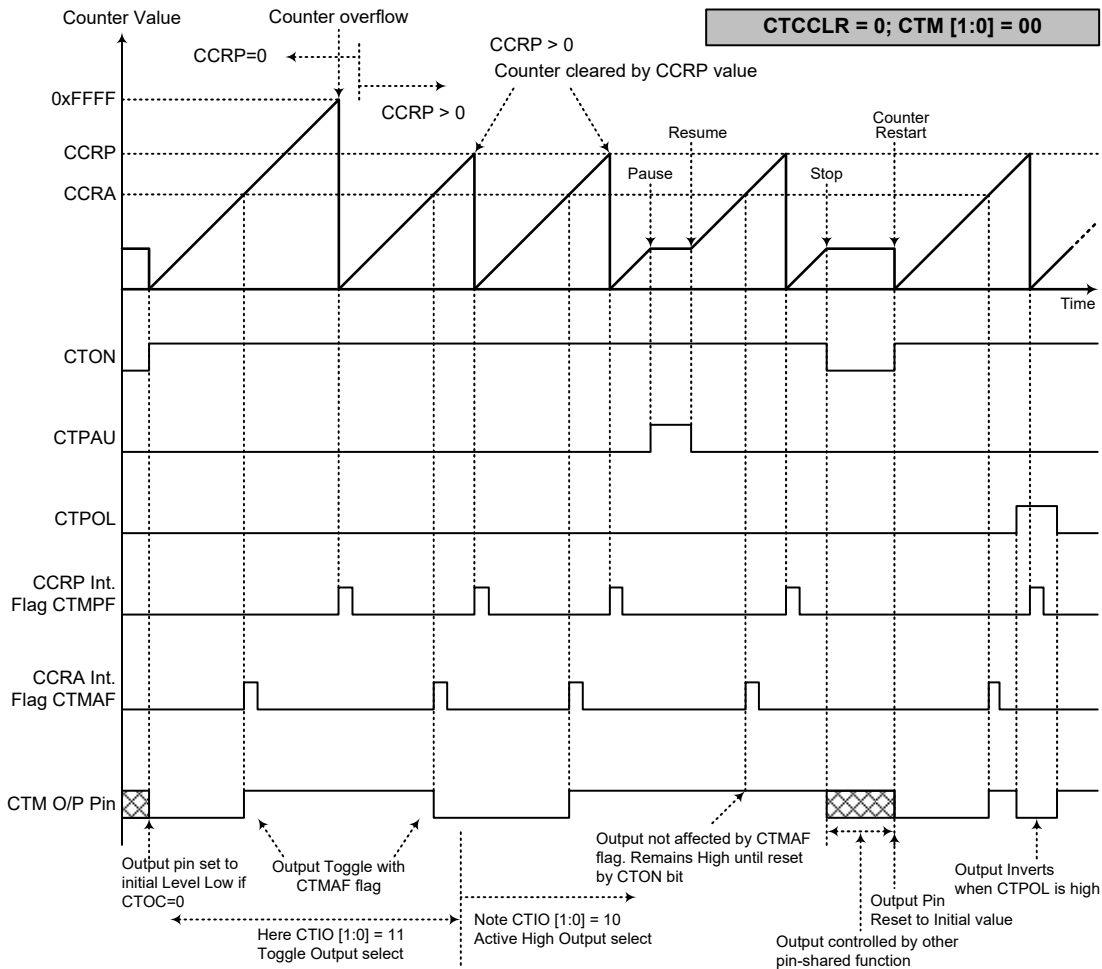 Counter Value
Counter overflow
CTCCLR = 0; CTM [1:0] = 00
CCRP=0
CCRP > 0
CCRP > 0
Counter cleared by CCRP value
0xFFFF
CCRP
CCRA
Pause
Resume
Stop
Counter
Restart
Time
CTON
CTPAU
CTPOL
CCRP Int.
Flag CTMPF
CCRA Int.
Flag CTMAF
CTM O/P Pin
Output pin set to
initial Level Low if
CTOC=0
Output Toggle with
CTMAF flag
Here CTIO [1:0] = 11
Toggle Output select
Note CTIO [1:0] = 10
Active High Output select
Output not affected by CTMAF
flag. Remains High until reset
by CTON bit
Output Pin
Reset to Initial value
Output controlled by other
pin-shared function
Output Inverts
when CTPOL is high